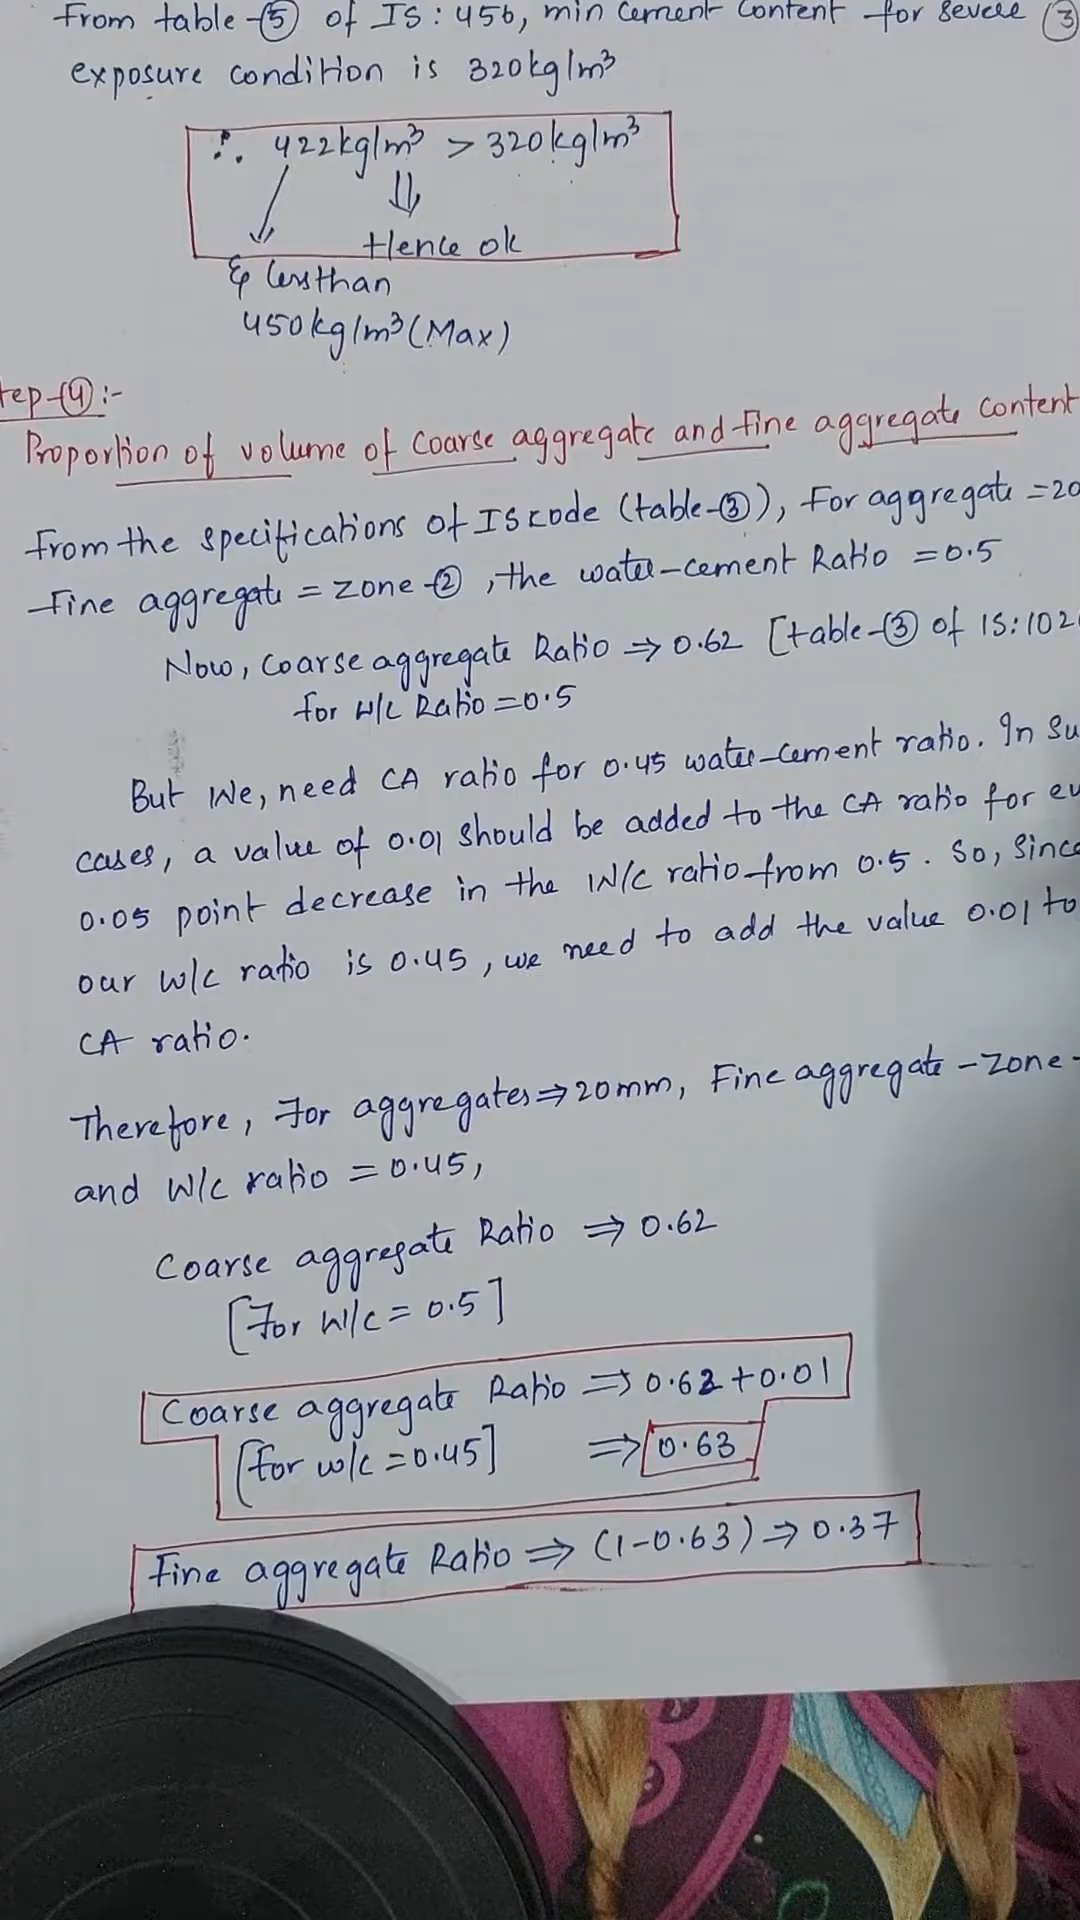 From table-⑤ of IS: 456, min cement content for severe ③
exposure condition is 320kg/m³
∴ 422kg/m³ > 320kg/m³
⇓
Hence ok
& less than
450kg/m³ (Max)
tep-④:-
Proportion of volume of coarse aggregate and fine aggregate content
From the specifications of IS code (table-③), For aggregate = 20
Fine aggregate = zone-②, the water-cement Ratio = 0.5
Now, Coarse aggregate Ratio ⇒ 0.62 [table-③ of IS: 102
for W/C Ratio = 0.5
But We, need CA ratio for 0.45 water-cement ratio. In su
cases, a value of 0.01 should be added to the CA ratio for ev
0.05 point decrease in the W/C ratio from 0.5. So, Since
our W/C ratio is 0.45, we need to add the value 0.01 to
CA ratio.
Therefore, For aggregates ⇒ 20mm, Fine aggregate - Zone -
and W/C ratio = 0.45,
Coarse aggregate Ratio ⇒ 0.62
[For W/C = 0.5]
Coarse aggregate Ratio ⇒ 0.62 + 0.01
[For W/C = 0.45] ⇒ 0.63
Fine aggregate Ratio ⇒ (1-0.63) ⇒ 0.37